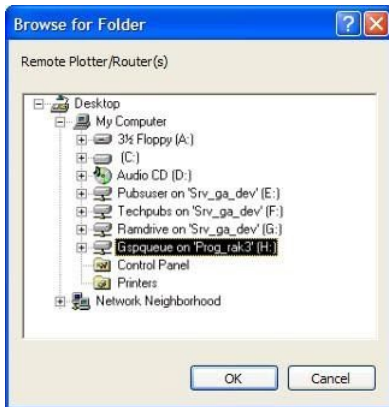 Browse for Folder
Remote Plotter/Router(s)
Desktop
My Computer
3½ Floppy (A:)
(C:)
Audio CD (D:)
Pubsuser on 'Srv_ga_dev' (E:)
Techpubs on 'Srv_ga_dev' (F:)
Ramdrive on 'Srv_ga_dev' (G:)
Gspqueue on 'Prog_rak3' (H:)
Control Panel
Printers
Network Neighborhood
OK Cancel